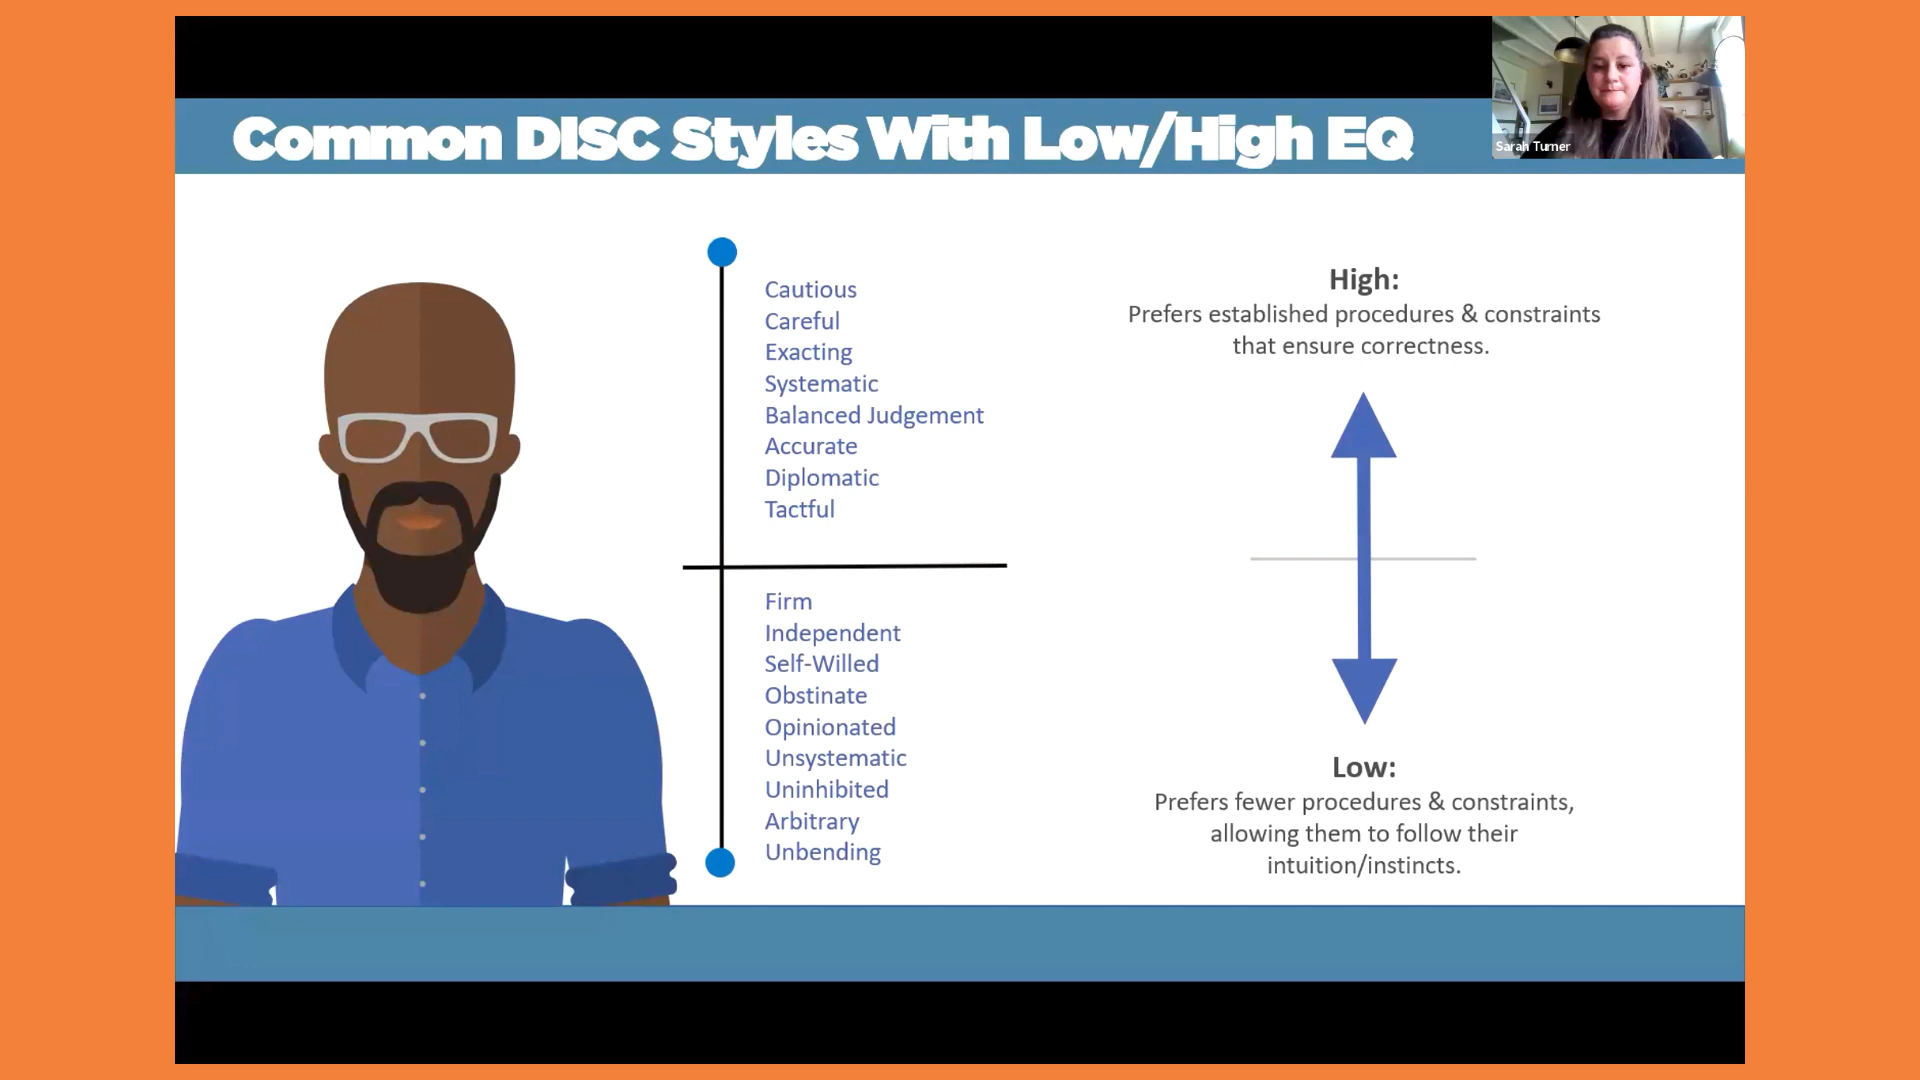 Common DISC Styles With Low/High EQ
Sarah Turner
Cautious
Careful
Exacting
Systematic
Balanced Judgement
Accurate
Diplomatic
Tactful
Firm
Independent
Self-Willed
Obstinate
Opinionated
Unsystematic
Uninhibited
Arbitrary
Unbending
High:
Prefers established procedures & constraints
that ensure correctness.
Low:
Prefers fewer procedures & constraints,
allowing them to follow their
intuition/instincts.